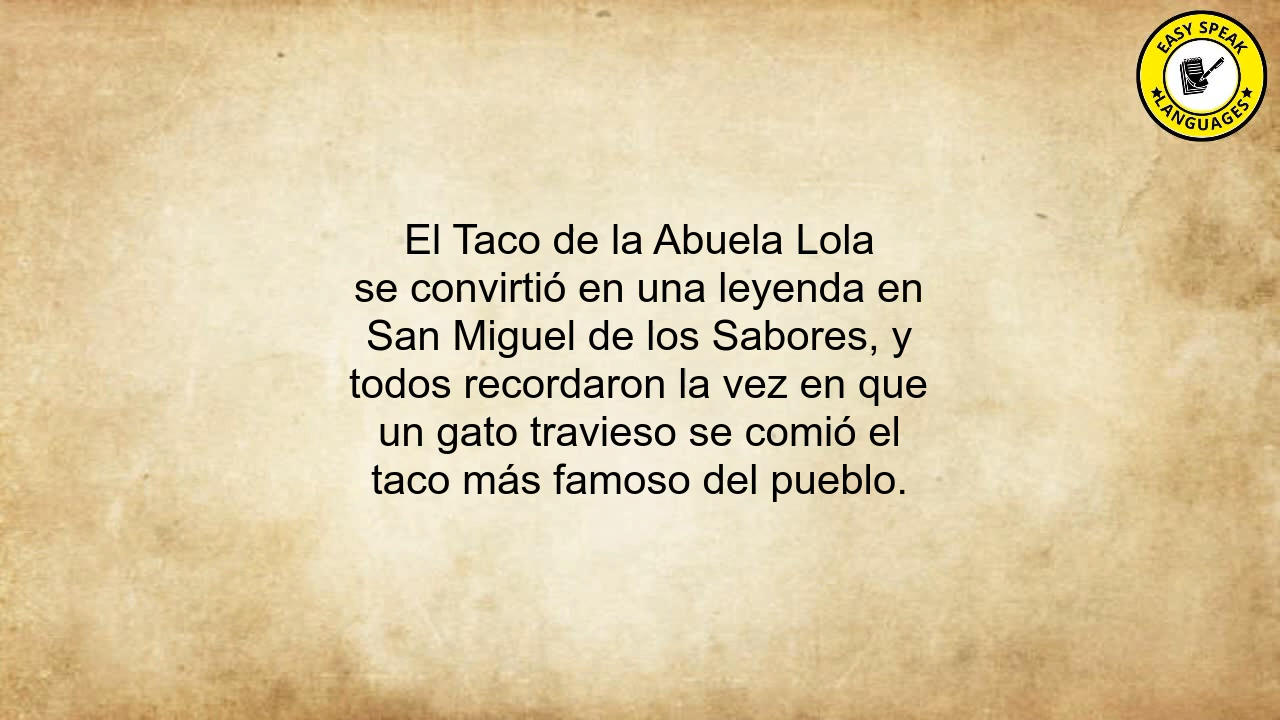 EASY SPEAK
LANGUAGES
El Taco de la Abuela Lola
se convirtió en una leyenda en
San Miguel de los Sabores, y
todos recordaron la vez en que
un gato travieso se comió el
taco más famoso del pueblo.